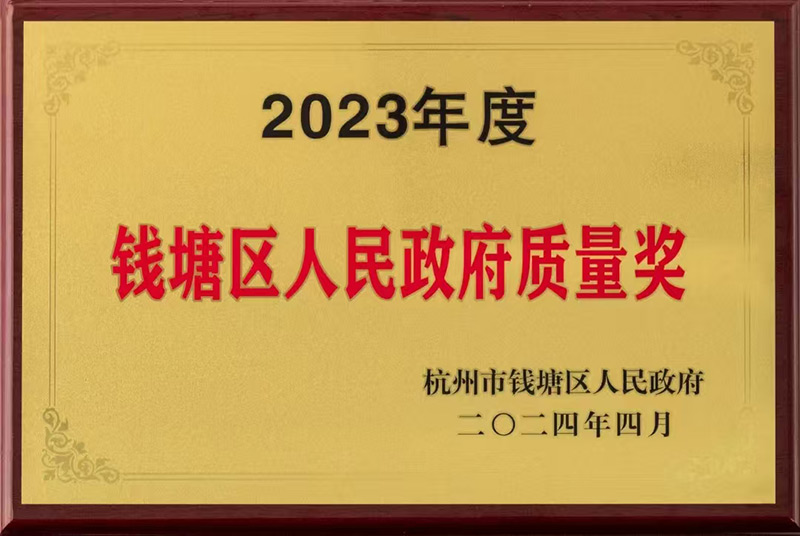 2023年度
钱塘区人民政府质量奖
杭州市钱塘区人民政府
二〇二四年四月